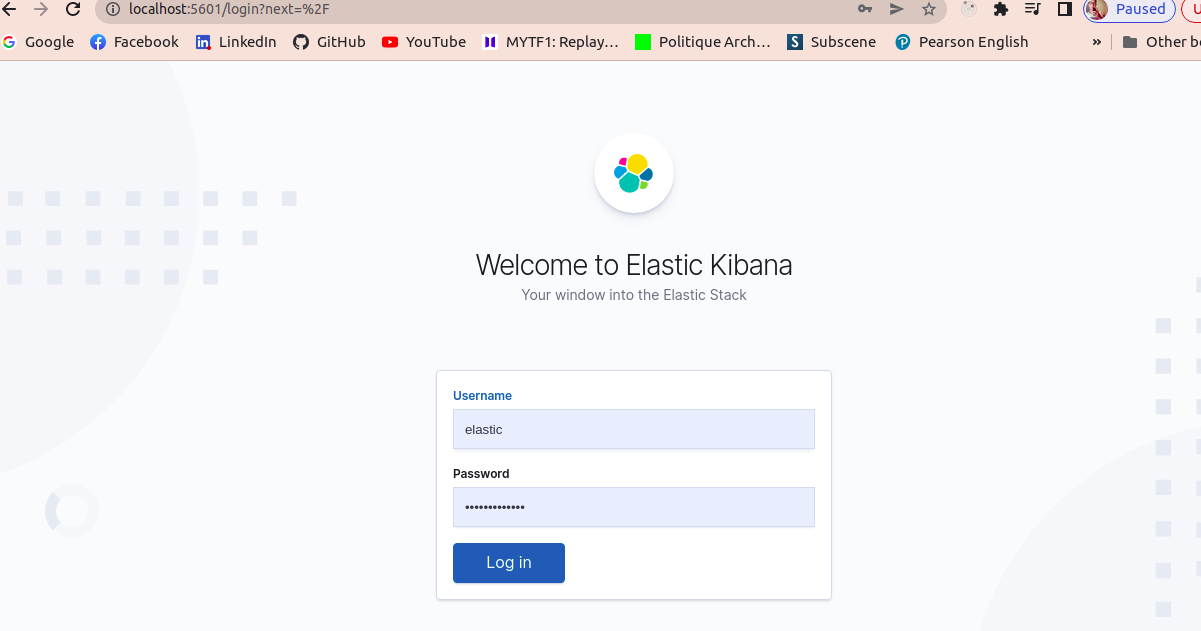 localhost:5601/login?next=%2F
Paused
Google Facebook LinkedIn GitHub YouTube MYTF1: Replay... Politique Arch... Subscene Pearson English » Other
Welcome to Elastic Kibana
Your window into the Elastic Stack
Username
elastic
Password
•••••••••••••
Log in